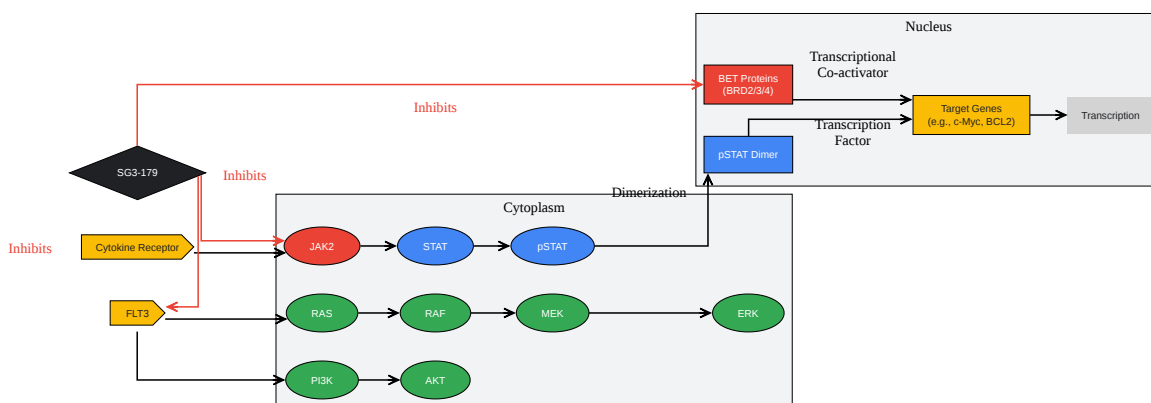 Nucleus
Transcriptional
Co-activator
BET Proteins
(BRD2/3/4)
Inhibits
Target Genes
(e.g., c-Myc, BCL2)
Transcription
Transcription
Factor
pSTAT Dimer
SG3-179
Inhibits
Dimerization
Cytoplasm
Inhibits
Cytokine Receptor
JAK2
STAT
pSTAT
FLT3
RAS
RAF
MEK
ERK
PI3K
AKT